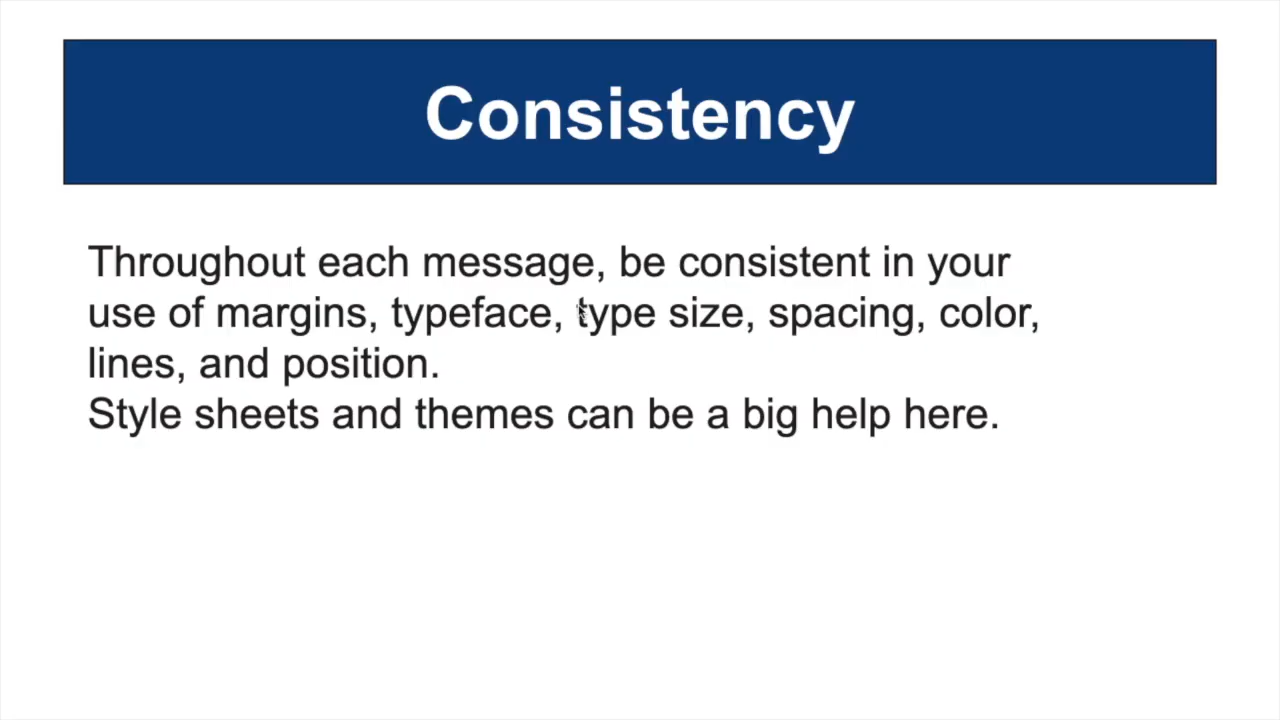 Consistency
Throughout each message, be consistent in your
use of margins, typeface, type size, spacing, color,
lines, and position.
Style sheets and themes can be a big help here.